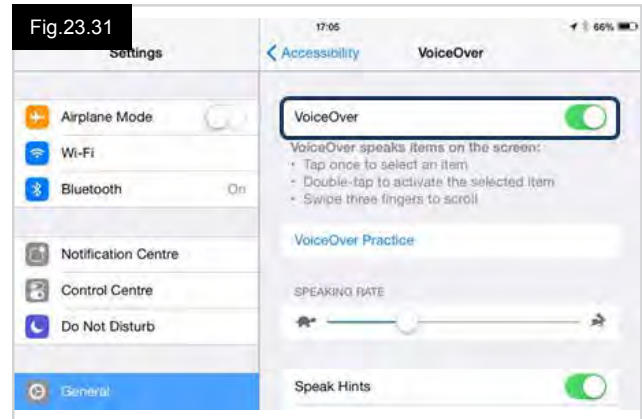 Fig.23.31
17:05
66%
Settings
Accessibility
VoiceOver
Airplane Mode
Wi-Fi
Bluetooth
On
Notification Centre
Control Centre
Do Not Disturb
General
VoiceOver
VoiceOver speaks items on the screen:
• Tap once to select an item
• Double-tap to activate the selected item
• Swipe three fingers to scroll
VoiceOver Practice
SPEAKING RATE
Speak Hints